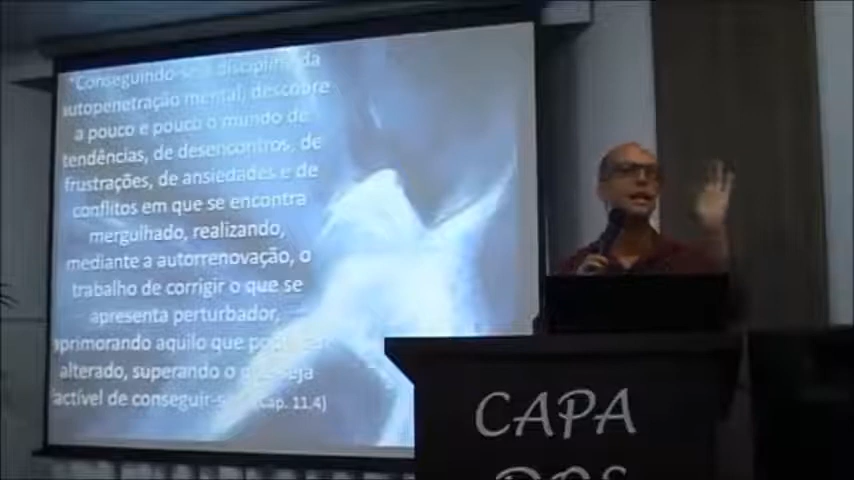 "Conseguindo-se a disciplina da
autopenetração mental, descobre
a pouco e pouco o mundo de
tendências, de desencontros, de
frustrações, de ansiedades e de
conflitos em que se encontra
mergulhado, realizando,
mediante a autorrenovação, o
trabalho de corrigir o que se
apresenta perturbador,
aprimorando aquilo que
alterado, superando o que seja
factível de conseguir-se (Cap. 11.4)
CAPA
DOS